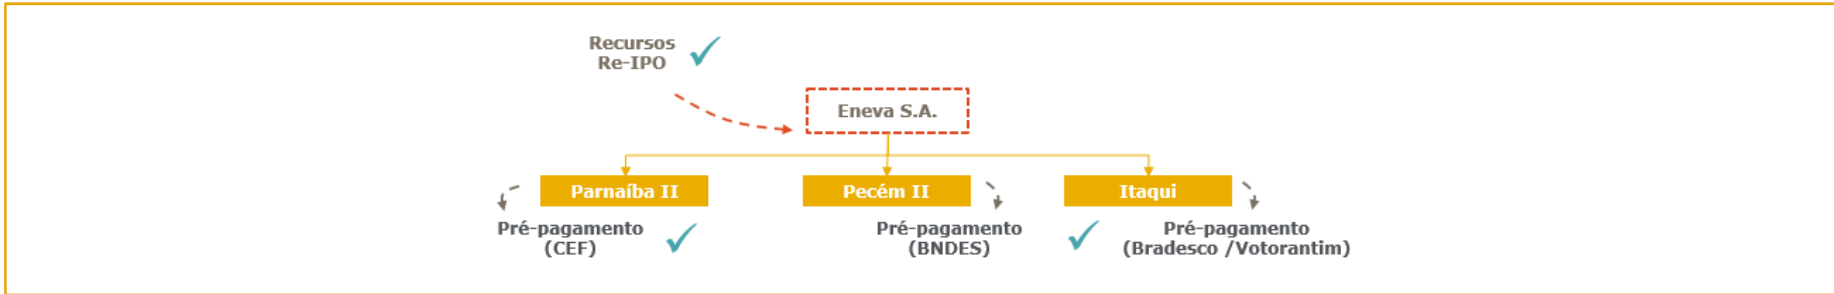 Recursos
Re-IPO
Eneva S.A.
Parnaíba II
Pecém II
Itaqui
Pré-pagamento
(CEF)
Pré-pagamento
(BNDES)
Pré-pagamento
(Bradesco /Votorantim)